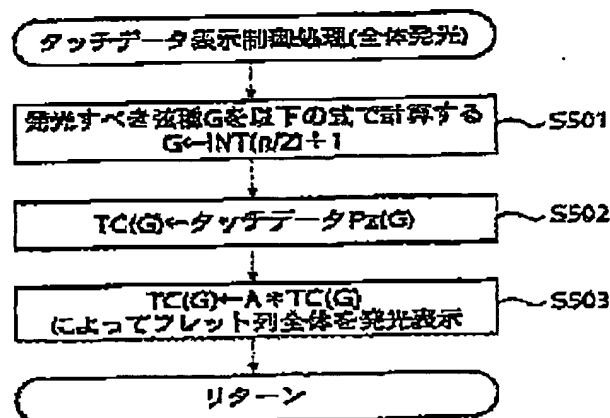 タッチデータ表示制御処理(全体発光)
発光すべき弦種Gを以下の式で計算する
G←INT(n/2)+1
S501
TC(G)←タッチデータPz(G)
S502
TC(G)←A*TC(G)
によってフレット列全体を発光表示
S503
リターン